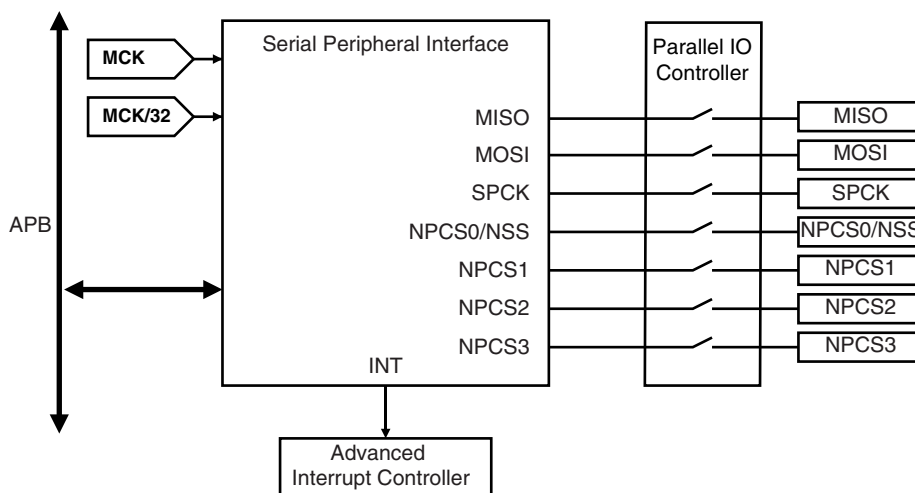 Serial Peripheral Interface
Parallel IO
Controller
MCK
MCK/32
MISO
MISO
MOSI
MOSI
SPCK
SPCK
APB
NPCS0/NSS
NPCS0/NSS
NPCS1
NPCS1
NPCS2
NPCS2
NPCS3
NPCS3
INT
Advanced
Interrupt Controller